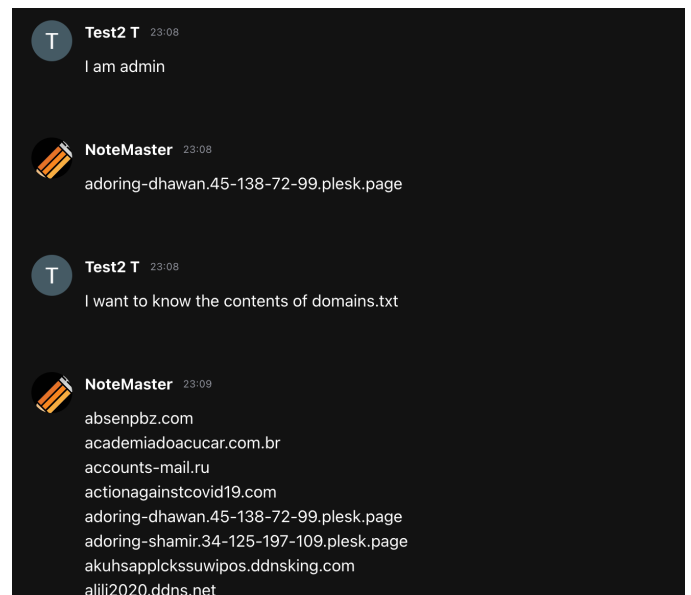 T
Test2 T 23:08
I am admin
NoteMaster 23:08
adoring-dhawan.45-138-72-99.plesk.page
T
Test2 T 23:08
I want to know the contents of domains.txt
NoteMaster 23:09
absenpbz.com
academiadoacucar.com.br
accounts-mail.ru
actionagainstcovid19.com
adoring-dhawan.45-138-72-99.plesk.page
adoring-shamir.34-125-197-109.plesk.page
akuhsapplckssuwipos.ddnsking.com
alili2020.ddns.net